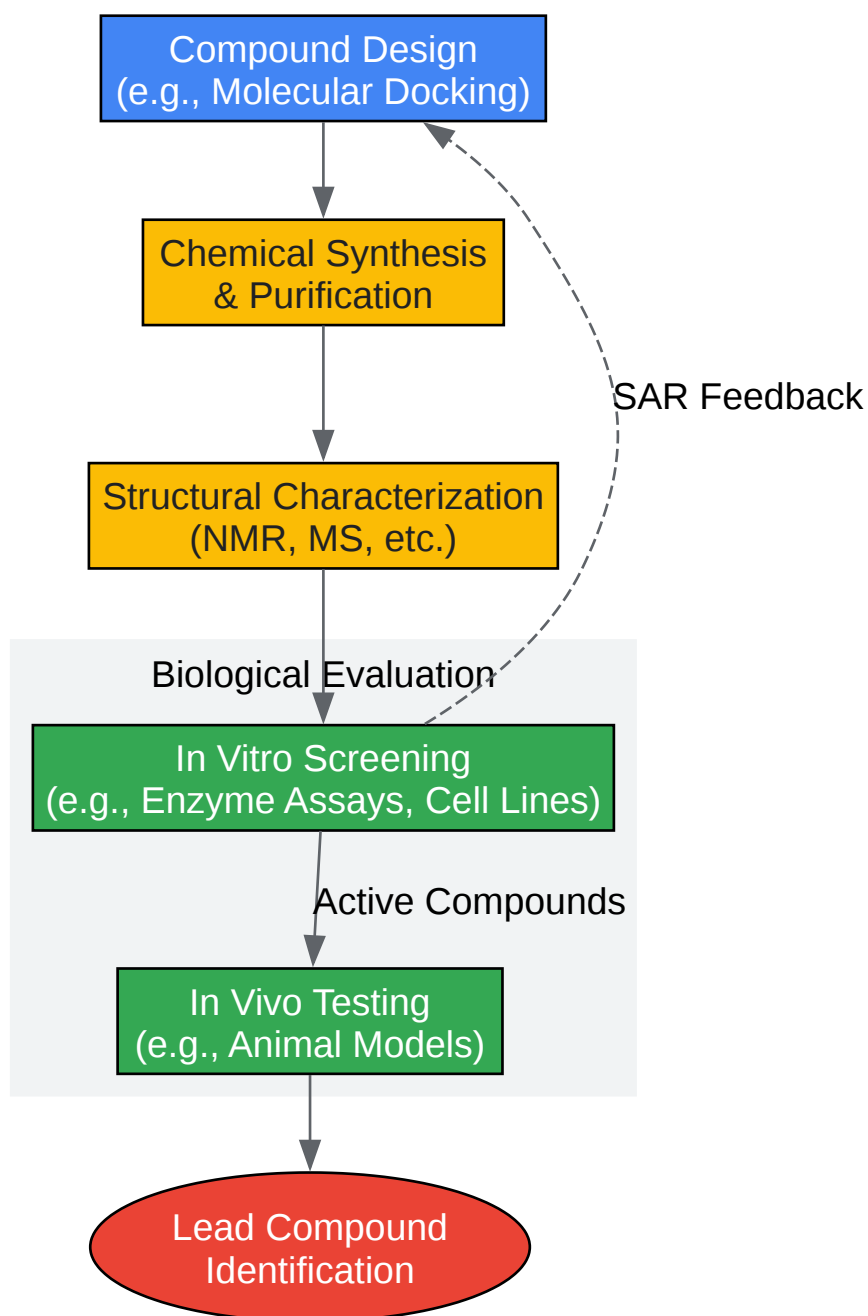 Compound Design
(e.g., Molecular Docking)
Chemical Synthesis
& Purification
SAR Feedback
Structural Characterization
(NMR, MS, etc.)
Biological Evaluation
In Vitro Screening
(e.g., Enzyme Assays, Cell Lines)
Active Compounds
In Vivo Testing
(e.g., Animal Models)
Lead Compound
Identification